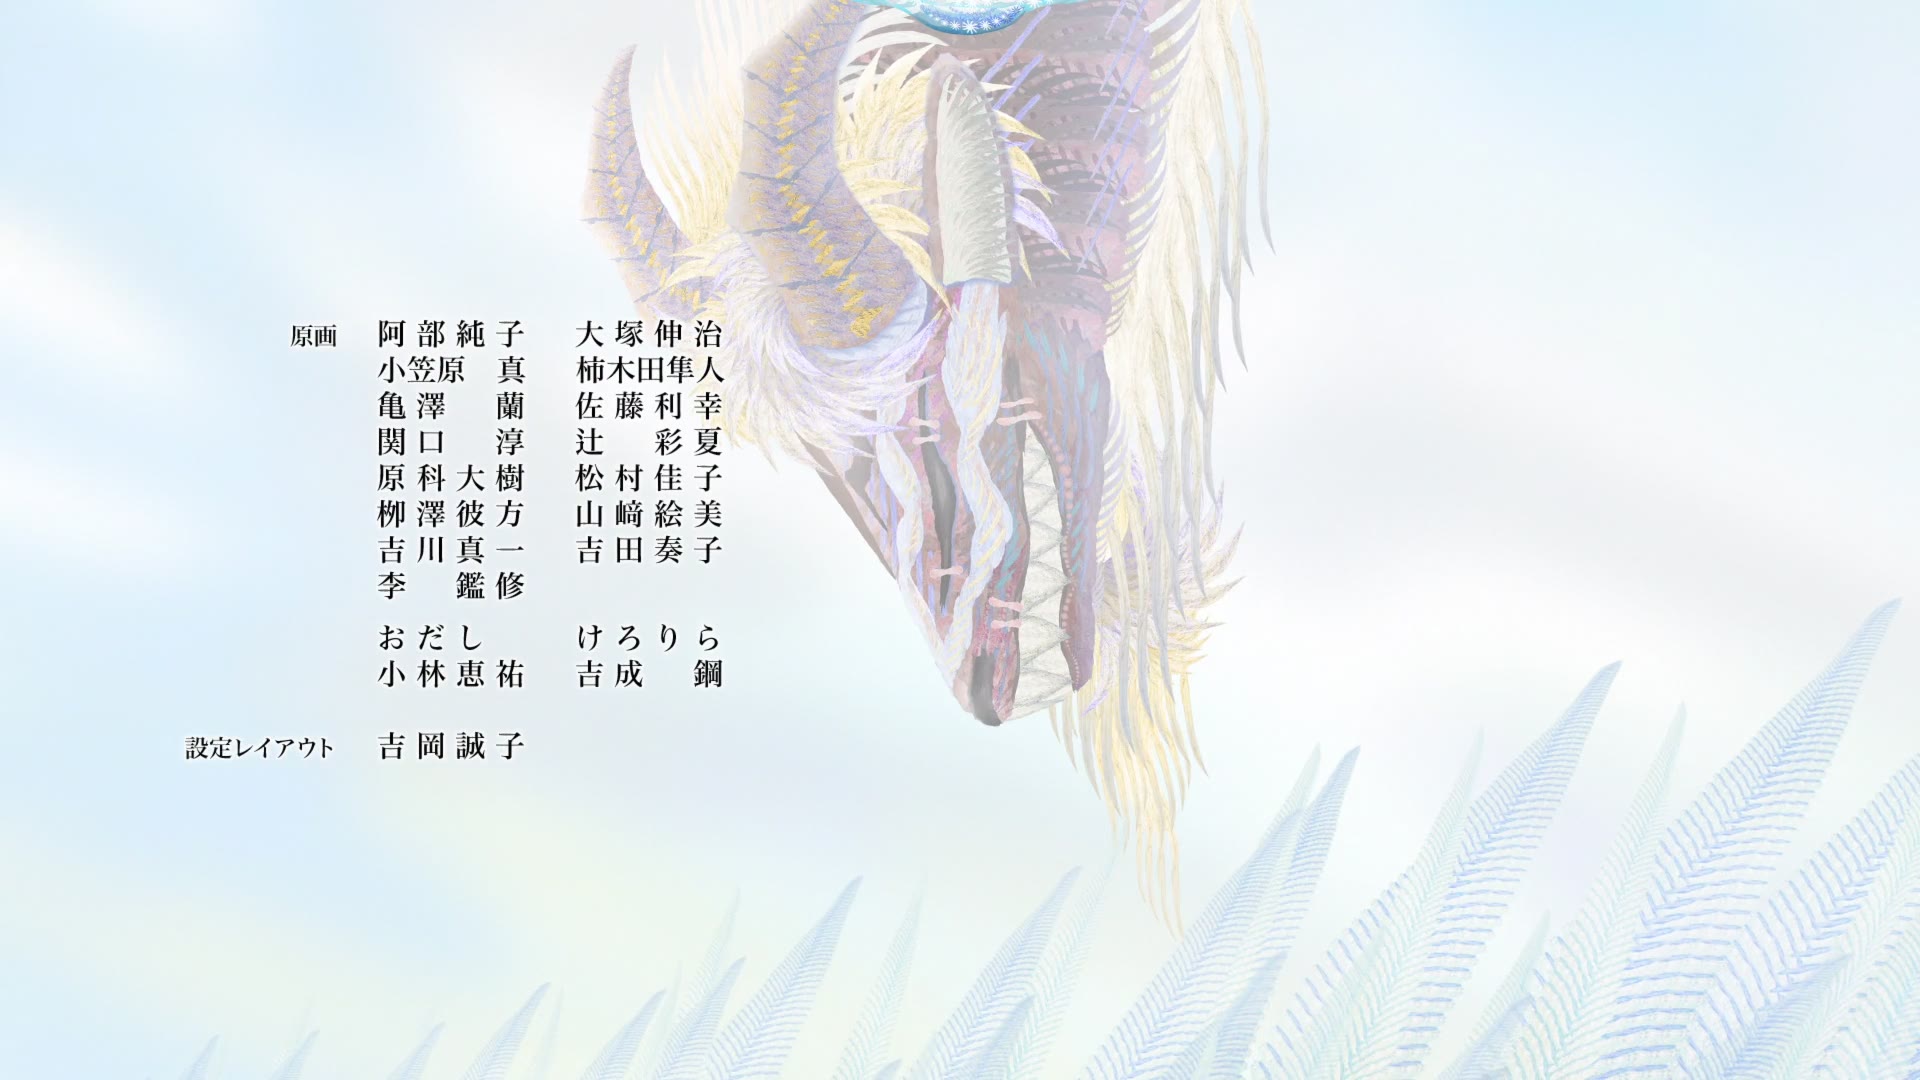 原画 阿部純子 大塚伸治
小笠原 真 柿木田隼人
亀澤 蘭 佐藤利幸
関口 淳 辻 彩夏
原科大樹 松村佳子
栁澤彼方 山﨑絵美
吉川真一 吉田奏子
李 鑑修
おだし けろりら
小林恵祐 吉成 鋼
設定レイアウト 吉岡誠子